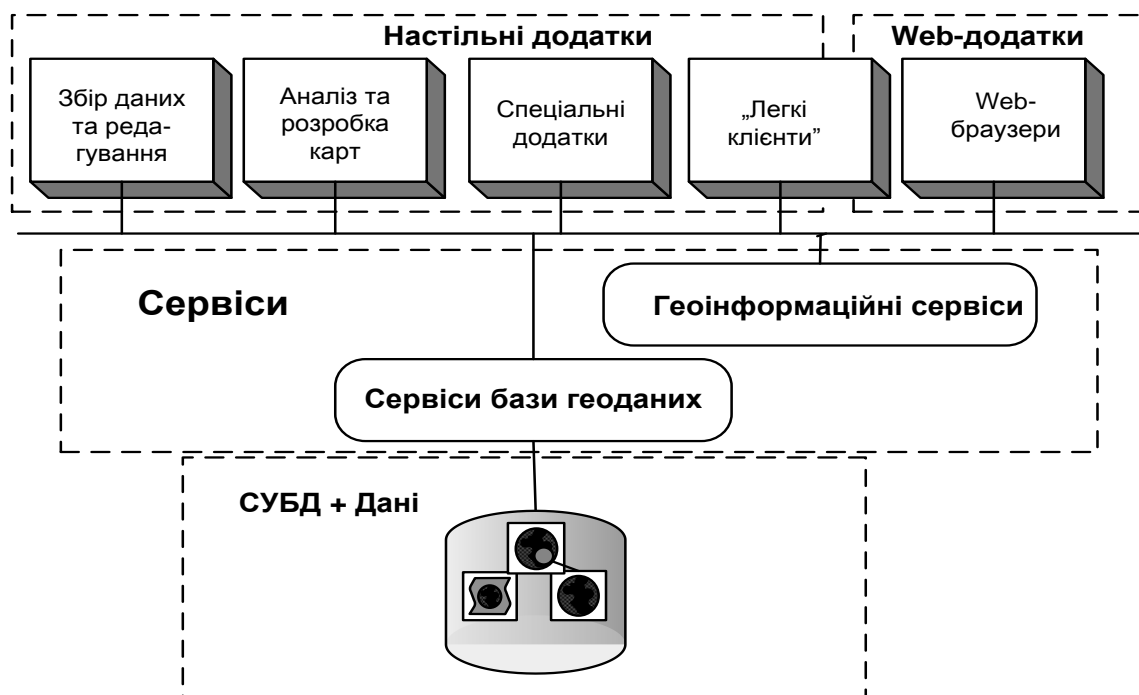 Настільні додатки
Web-додатки
Збір даних
та реда-
гування
Аналіз та
розробка
карт
Спеціальні
додатки
„Легкі
клієнти”
Web-
браузери
Сервіси
Геоінформаційні сервіси
Сервіси бази геоданих
СУБД + Дані